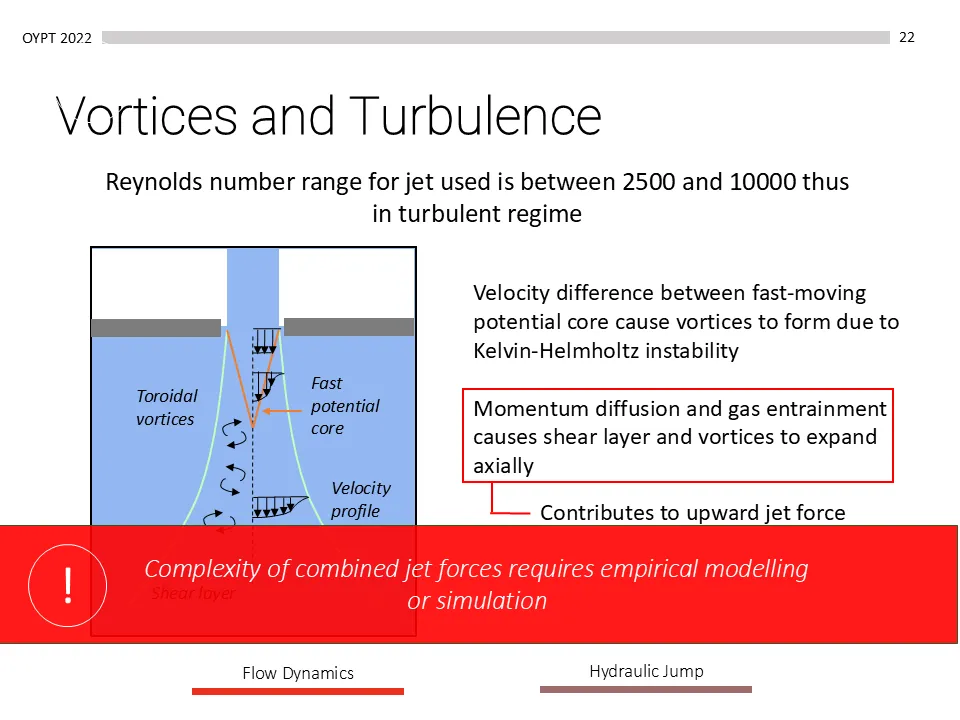 OYPT 2022
22
Vortices and Turbulence
Reynolds number range for jet used is between 2500 and 10000 thus
in turbulent regime
Velocity difference between fast-moving
potential core cause vortices to form due to
Kelvin-Helmholtz instability
Toroidal
vortices
Fast
potential
core
Momentum diffusion and gas entrainment
causes shear layer and vortices to expand
axially
Velocity
profile
Contributes to upward jet force
!
Complexity of combined jet forces requires empirical modelling
or simulation
Shear layer
Flow Dynamics
Hydraulic Jump